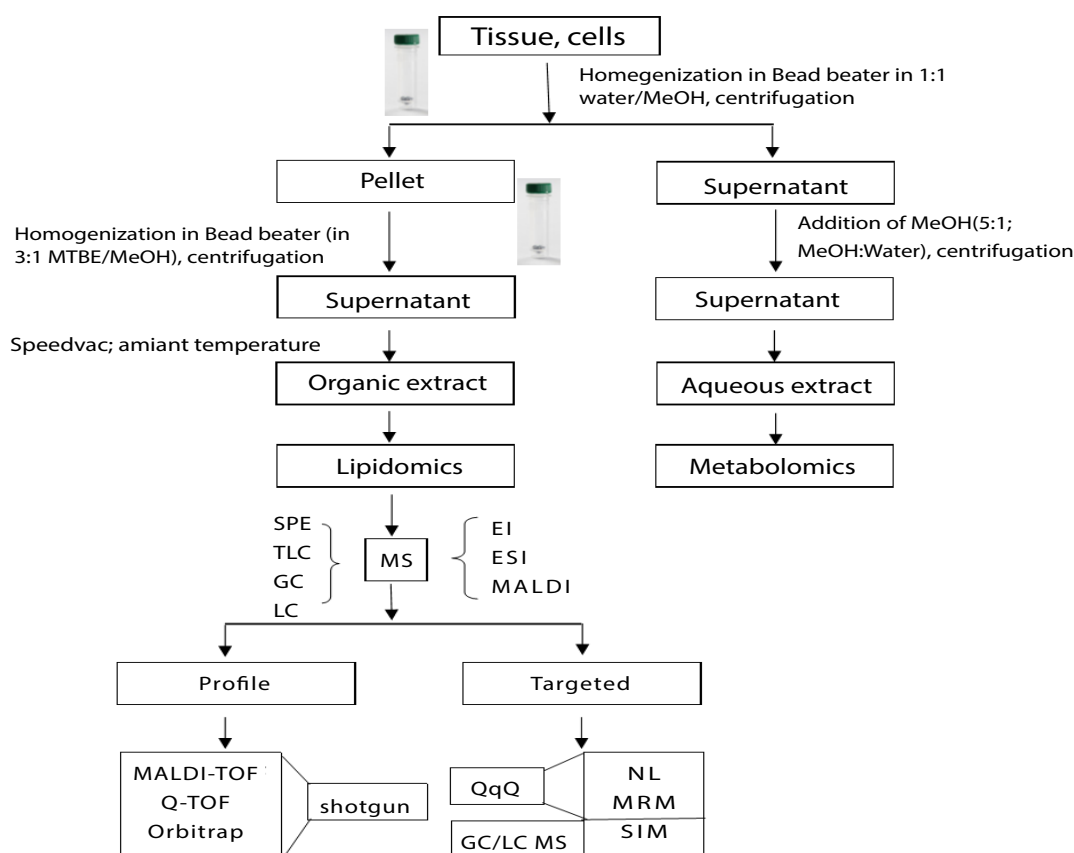 Tissue, cells
Homegenization in Bead beater in 1:1
water/MeOH, centrifugation
Pellet
Supernatant
Homogenization in Bead beater (in
3:1 MTBE/MeOH), centrifugation
Addition of MeOH(5:1;
MeOH:Water), centrifugation
Supernatant
Supernatant
Speedvac; amiant temperature
Organic extract
Aqueous extract
Lipidomics
Metabolomics
SPE
TLC
GC
LC
MS
EI
ESI
MALDI
Profile
Targeted
MALDI-TOF
Q-TOF
Orbitrap
shotgun
QqQ
GC/LC MS
NL
MRM
SIM